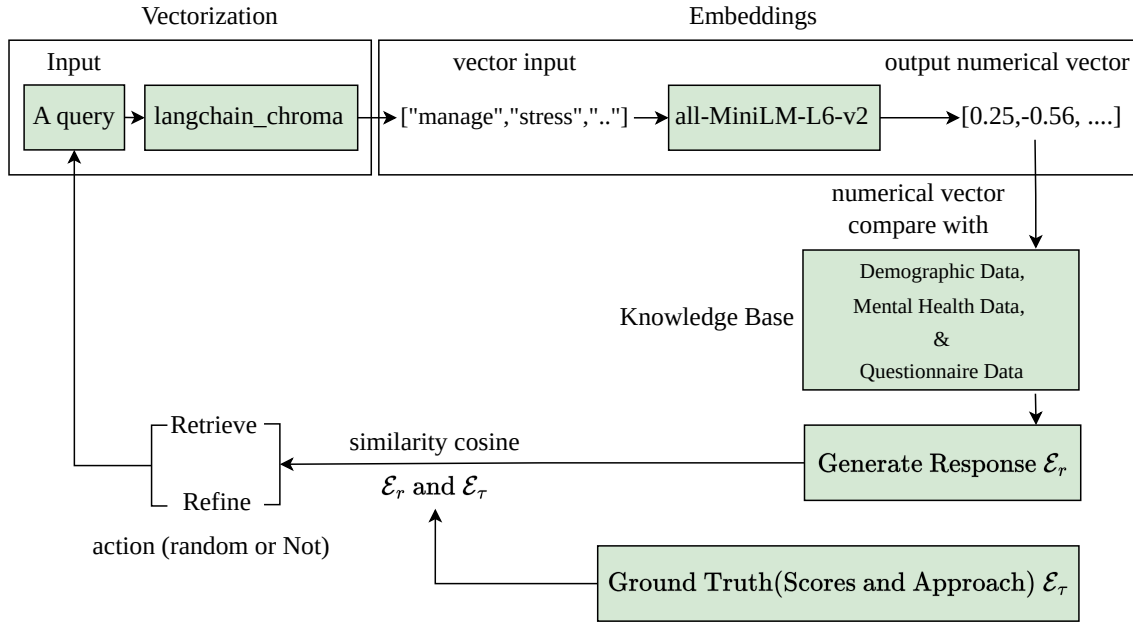 Vectorization
Embeddings
Input
vector input
output numerical vector
A query
langchain_chroma
["manage","stress",".."]
all-MiniLM-L6-v2
[0.25,-0.56, ....]
numerical vector
compare with
Knowledge Base
Demographic Data,
Mental Health Data,
&
Questionnaire Data
Retrieve
Refine
action (random or Not)
similarity cosine
ℰᵣ and ℰ_τ
Generate Response ℰᵣ
Ground Truth(Scores and Approach) ℰ_τ